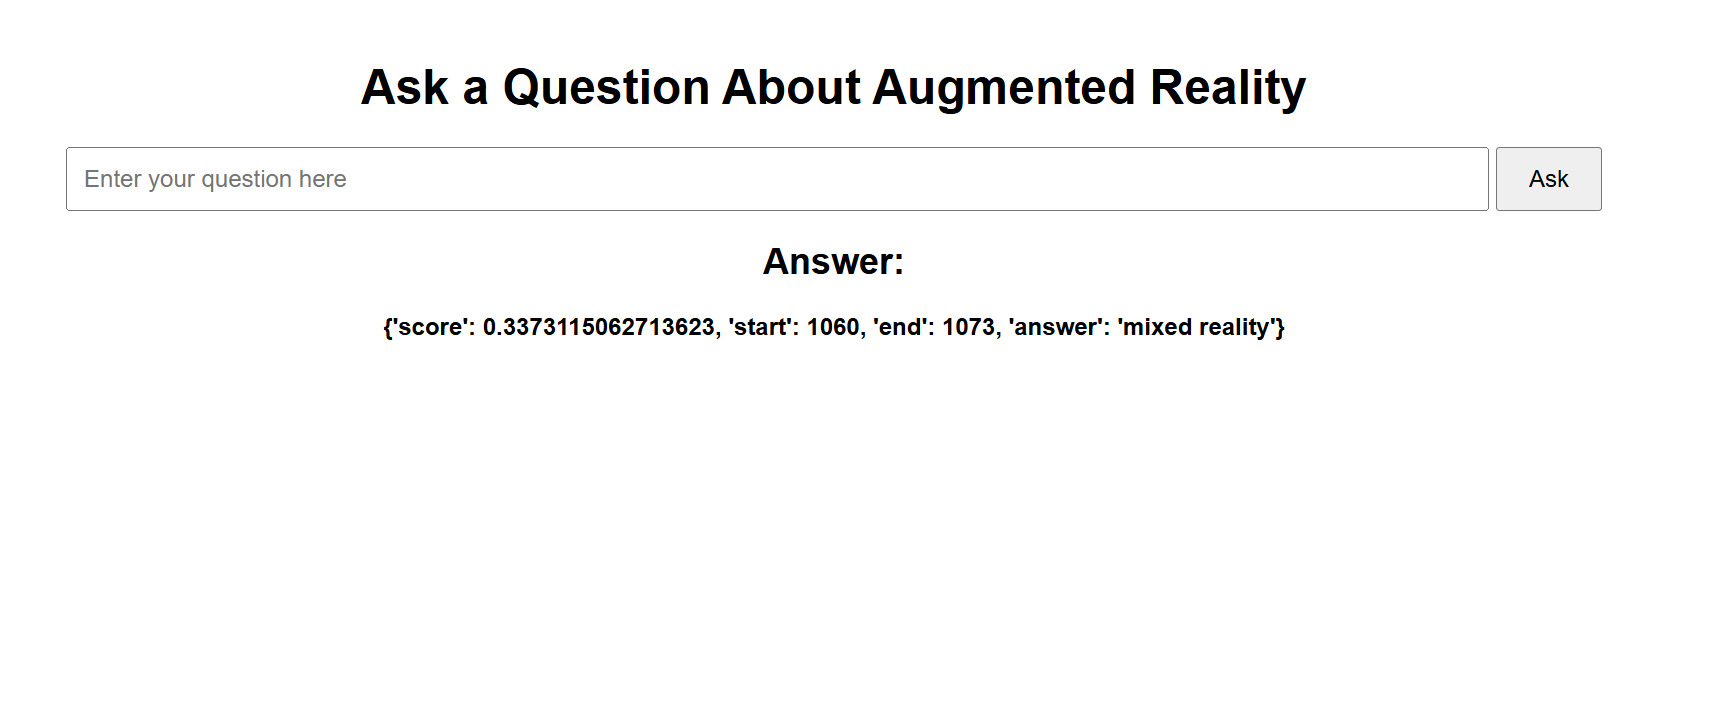 Ask a Question About Augmented Reality
Enter your question here
Ask
Answer:
{'score': 0.3373115062713623, 'start': 1060, 'end': 1073, 'answer': 'mixed reality'}